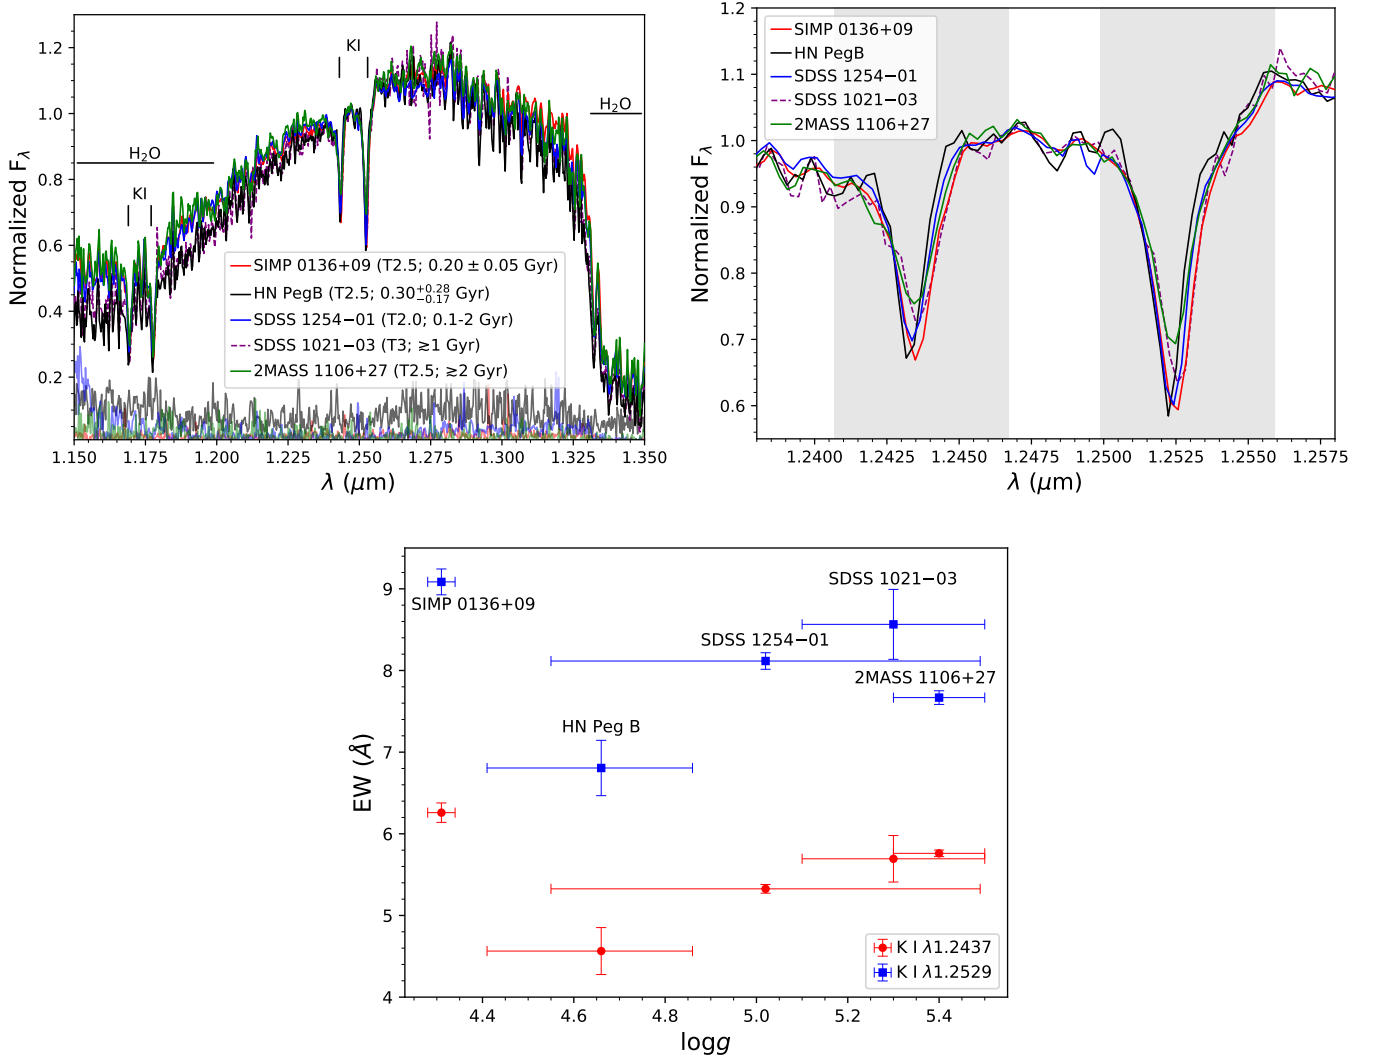 1.2
1.0
0.8
0.6
0.4
0.2
Normalized Fλ
KI
H₂O
H₂O
KI
SIMP 0136+09 (T2.5; 0.20 ± 0.05 Gyr)
HN PegB (T2.5; 0.30 +0.28 −0.17 Gyr)
SDSS 1254−01 (T2.0; 0.1-2 Gyr)
SDSS 1021−03 (T3; ≳1 Gyr)
2MASS 1106+27 (T2.5; ≳2 Gyr)
1.150 1.175 1.200 1.225 1.250 1.275 1.300 1.325 1.350
λ (μm)
1.2
1.1
1.0
0.9
0.8
0.7
0.6
Normalized Fλ
SIMP 0136+09
HN PegB
SDSS 1254−01
SDSS 1021−03
2MASS 1106+27
1.2400 1.2425 1.2450 1.2475 1.2500 1.2525 1.2550 1.2575
λ (μm)
9
8
7
6
5
4
EW (Å)
SDSS 1021−03
SIMP 0136+09
SDSS 1254−01
2MASS 1106+27
HN Peg B
K I λ1.2437
K I λ1.2529
4.4 4.6 4.8 5.0 5.2 5.4
logg